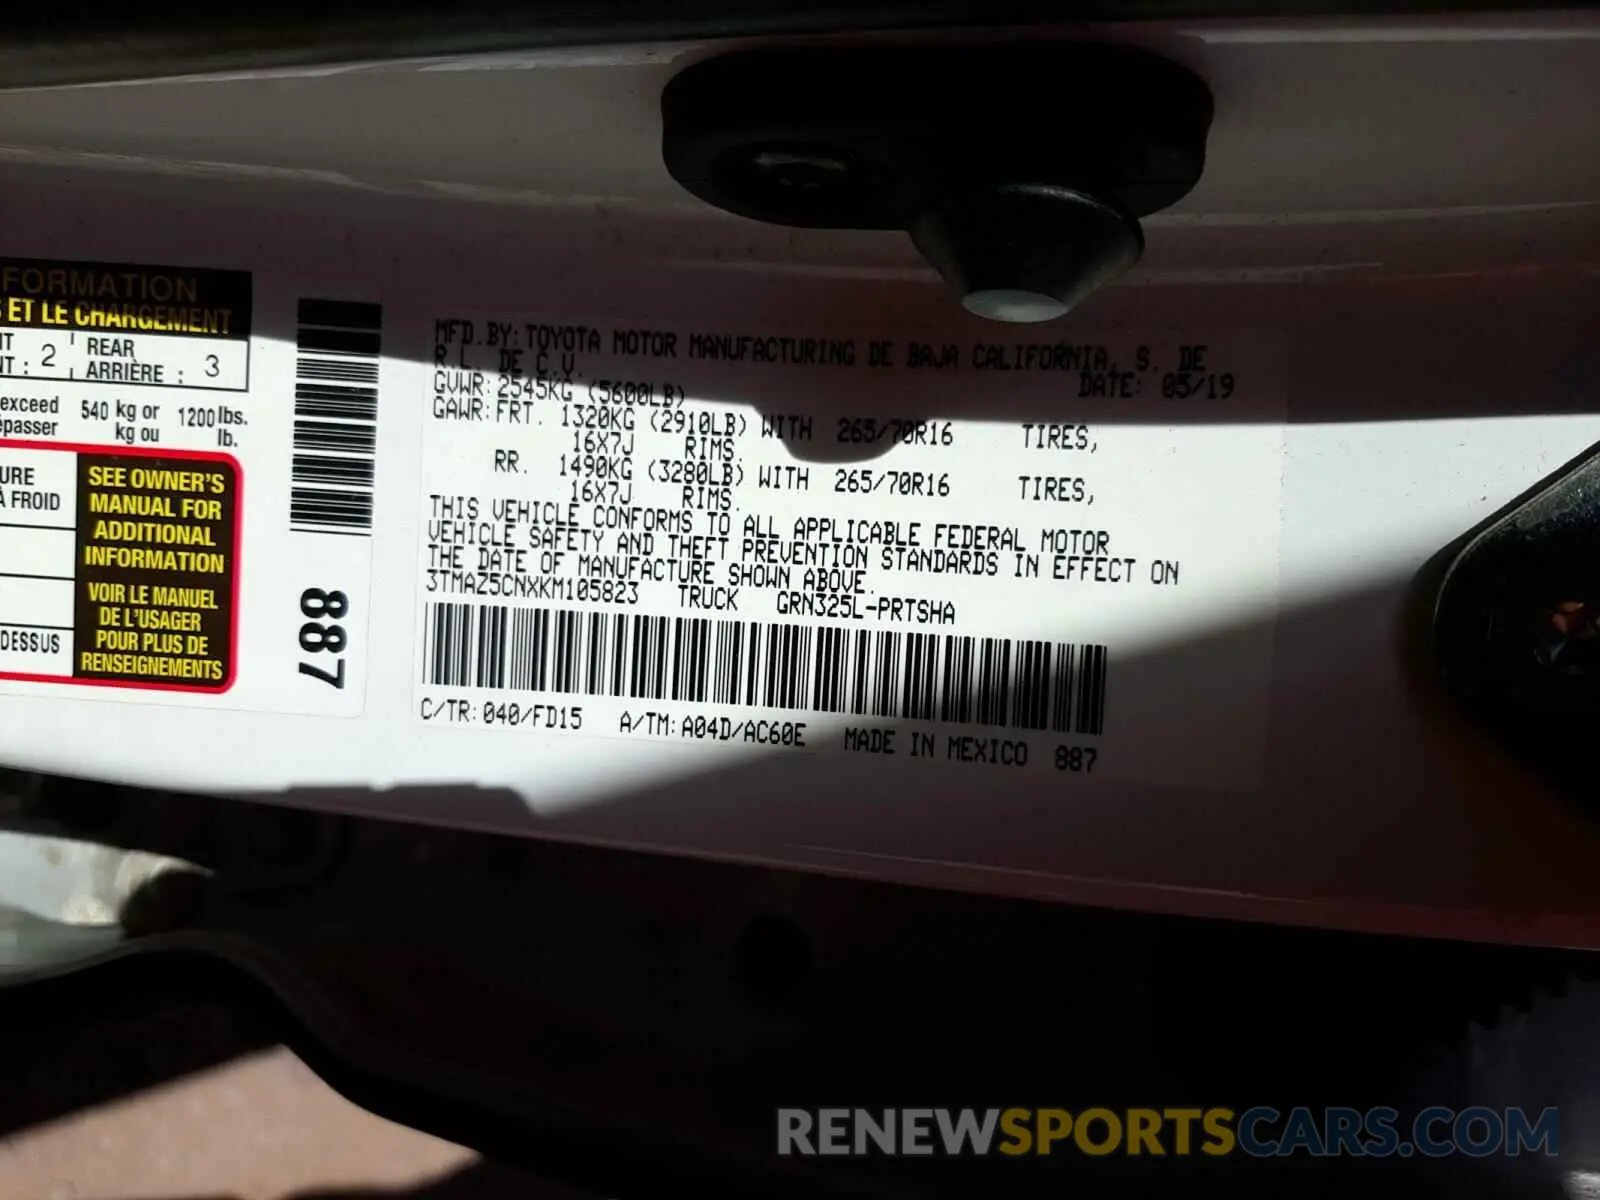 FORMATION
S ET LE CHARGEMENT
NT : 2 REAR
ARRIÈRE : 3
exceed 540 kg or 1200 lbs.
épasser kg ou lb.
URE
À FROID
DESSUS
SEE OWNER'S
MANUAL FOR
ADDITIONAL
INFORMATION
VOIR LE MANUEL
DE L'USAGER
POUR PLUS DE
RENSEIGNEMENTS
887
MFD.BY: TOYOTA MOTOR MANUFACTURING DE BAJA CALIFORNIA, S. DE
R.L. DE C.V.
DATE: 05/19
GVWR: 2545KG (5600LB)
GAWR: FRT. 1320KG (2910LB) WITH 265/70R16 TIRES,
16X7J RIMS.
RR. 1490KG (3280LB) WITH 265/70R16 TIRES,
16X7J RIMS.
THIS VEHICLE CONFORMS TO ALL APPLICABLE FEDERAL MOTOR
VEHICLE SAFETY AND THEFT PREVENTION STANDARDS IN EFFECT ON
THE DATE OF MANUFACTURE SHOWN ABOVE.
3TMAZ5CNXKM105823 TRUCK GRN325L-PRTSHA
C/TR: 040/FD15 A/TM: A04D/AC60E MADE IN MEXICO 887
RENEWSPORTSCARS.COM